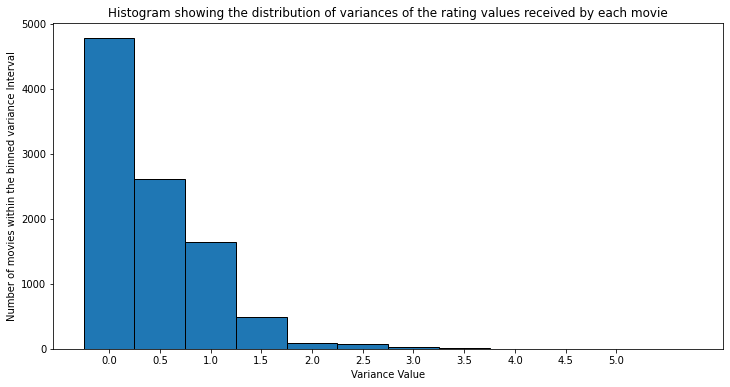 Histogram showing the distribution of variances of the rating values received by each movie
Number of movies within the binned variance Interval
5000
4000
3000
2000
1000
0
0.0 0.5 1.0 1.5 2.0 2.5 3.0 3.5 4.0 4.5 5.0
Variance Value